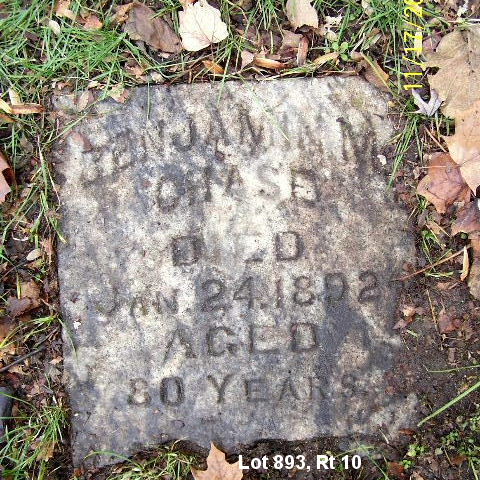 BENJAMIN M
CHASE
DIED
JAN. 24. 1892
AGED
80 YEARS
Lot 893, Rt 10